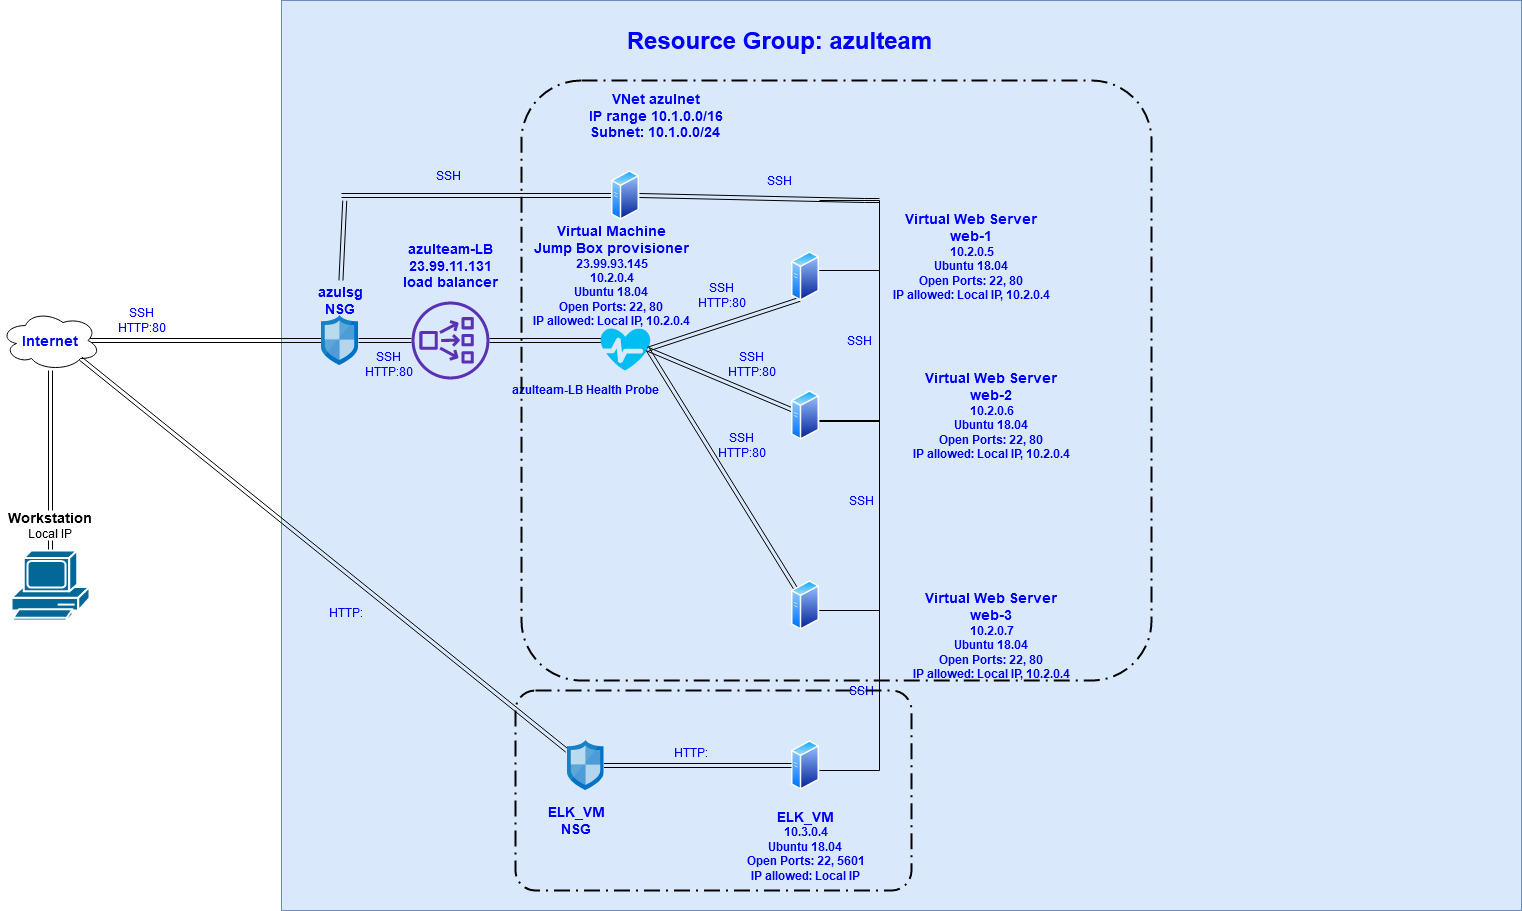 Resource Group: azulteam
VNet azulnet
IP range 10.1.0.0/16
Subnet: 10.1.0.0/24
SSH
SSH
Virtual Machine
Jump Box provisioner
23.99.93.145
10.2.0.4
Ubuntu 18.04
Open Ports: 22, 80
IP allowed: Local IP, 10.2.0.4
Virtual Web Server
web-1
10.2.0.5
Ubuntu 18.04
Open Ports: 22, 80
IP allowed: Local IP, 10.2.0.4
azulteam-LB
23.99.11.131
load balancer
azulsg
NSG
SSH
HTTP:80
Internet
SSH
HTTP:80
SSH
HTTP:80
SSH
SSH
HTTP:80
azulteam-LB Health Probe
Virtual Web Server
web-2
10.2.0.6
Ubuntu 18.04
Open Ports: 22, 80
IP allowed: Local IP, 10.2.0.4
SSH
HTTP:80
SSH
Workstation
Local IP
HTTP:
Virtual Web Server
web-3
10.2.0.7
Ubuntu 18.04
Open Ports: 22, 80
IP allowed: Local IP, 10.2.0.4
SSH
HTTP:
ELK_VM
NSG
ELK_VM
10.3.0.4
Ubuntu 18.04
Open Ports: 22, 5601
IP allowed: Local IP